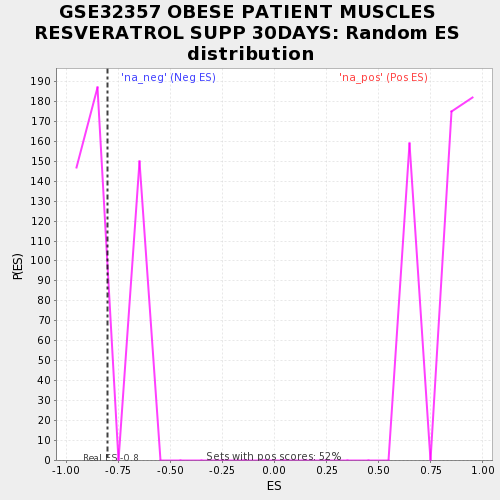 GSE32357 OBESE PATIENT MUSCLES
RESVERATROL SUPP 30DAYS: Random ES
distribution
'na_neg' (Neg ES)
'na_pos' (Pos ES)
190
180
170
160
150
140
130
120
110
100
90
80
70
60
50
40
30
20
10
0
P(ES)
Real ES -0.8
Sets with pos scores: 52%
-1.00 -0.75 -0.50 -0.25 0.00 0.25 0.50 0.75 1.00
ES